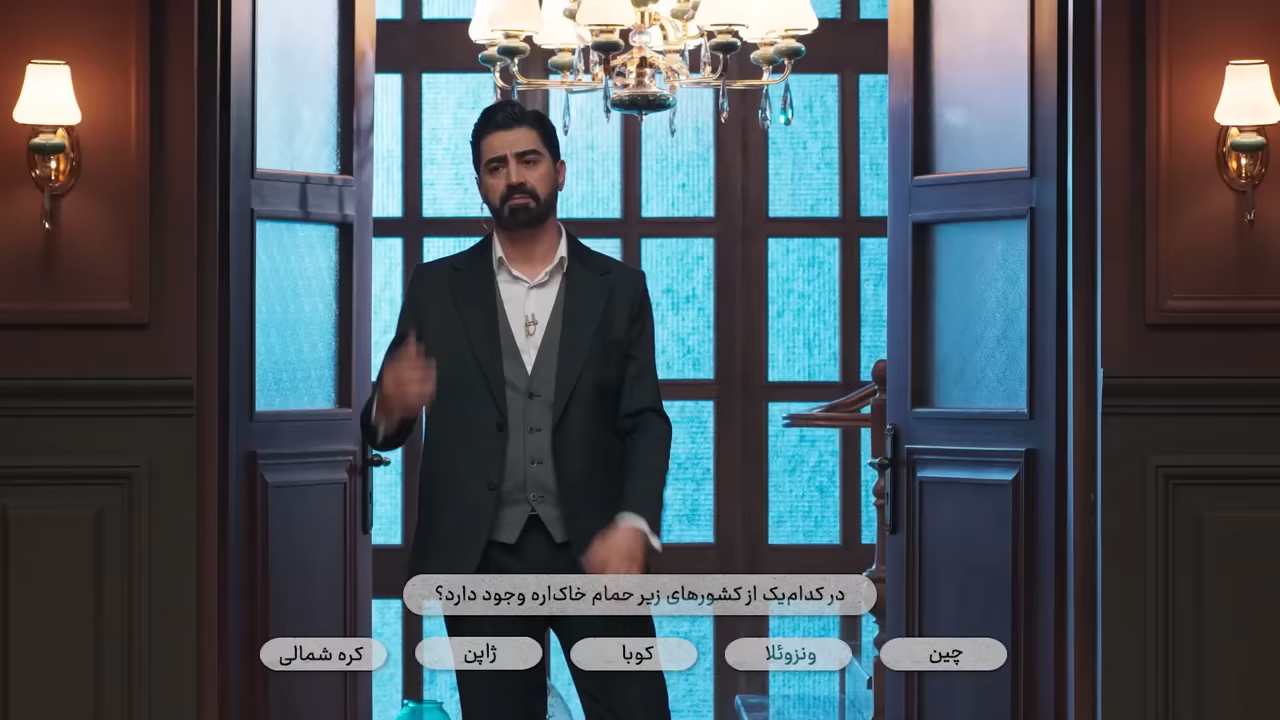 در کدام‌یک از کشورهای زیر حمام خاک‌اره وجود دارد؟
چین
ونزوئلا
کوبا
ژاپن
کره شمالی